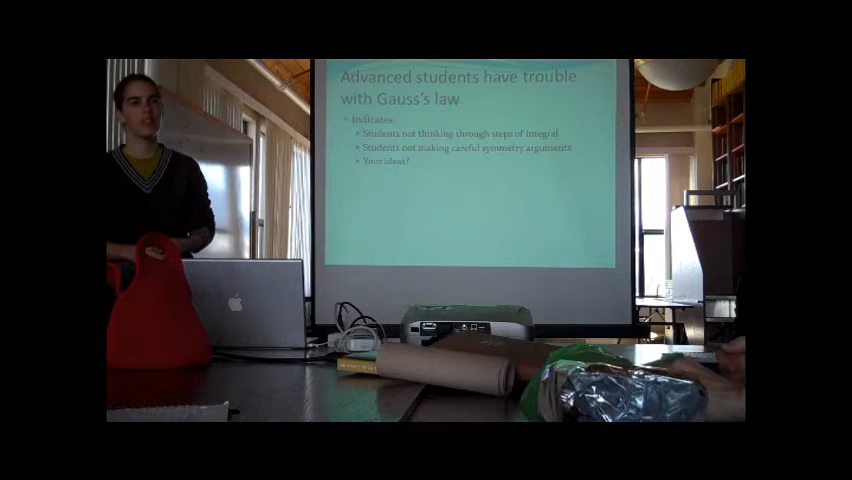 Advanced students have trouble
with Gauss's law
Indicates:
Students not thinking through steps of integral
Students not making careful symmetry arguments
Your ideas?